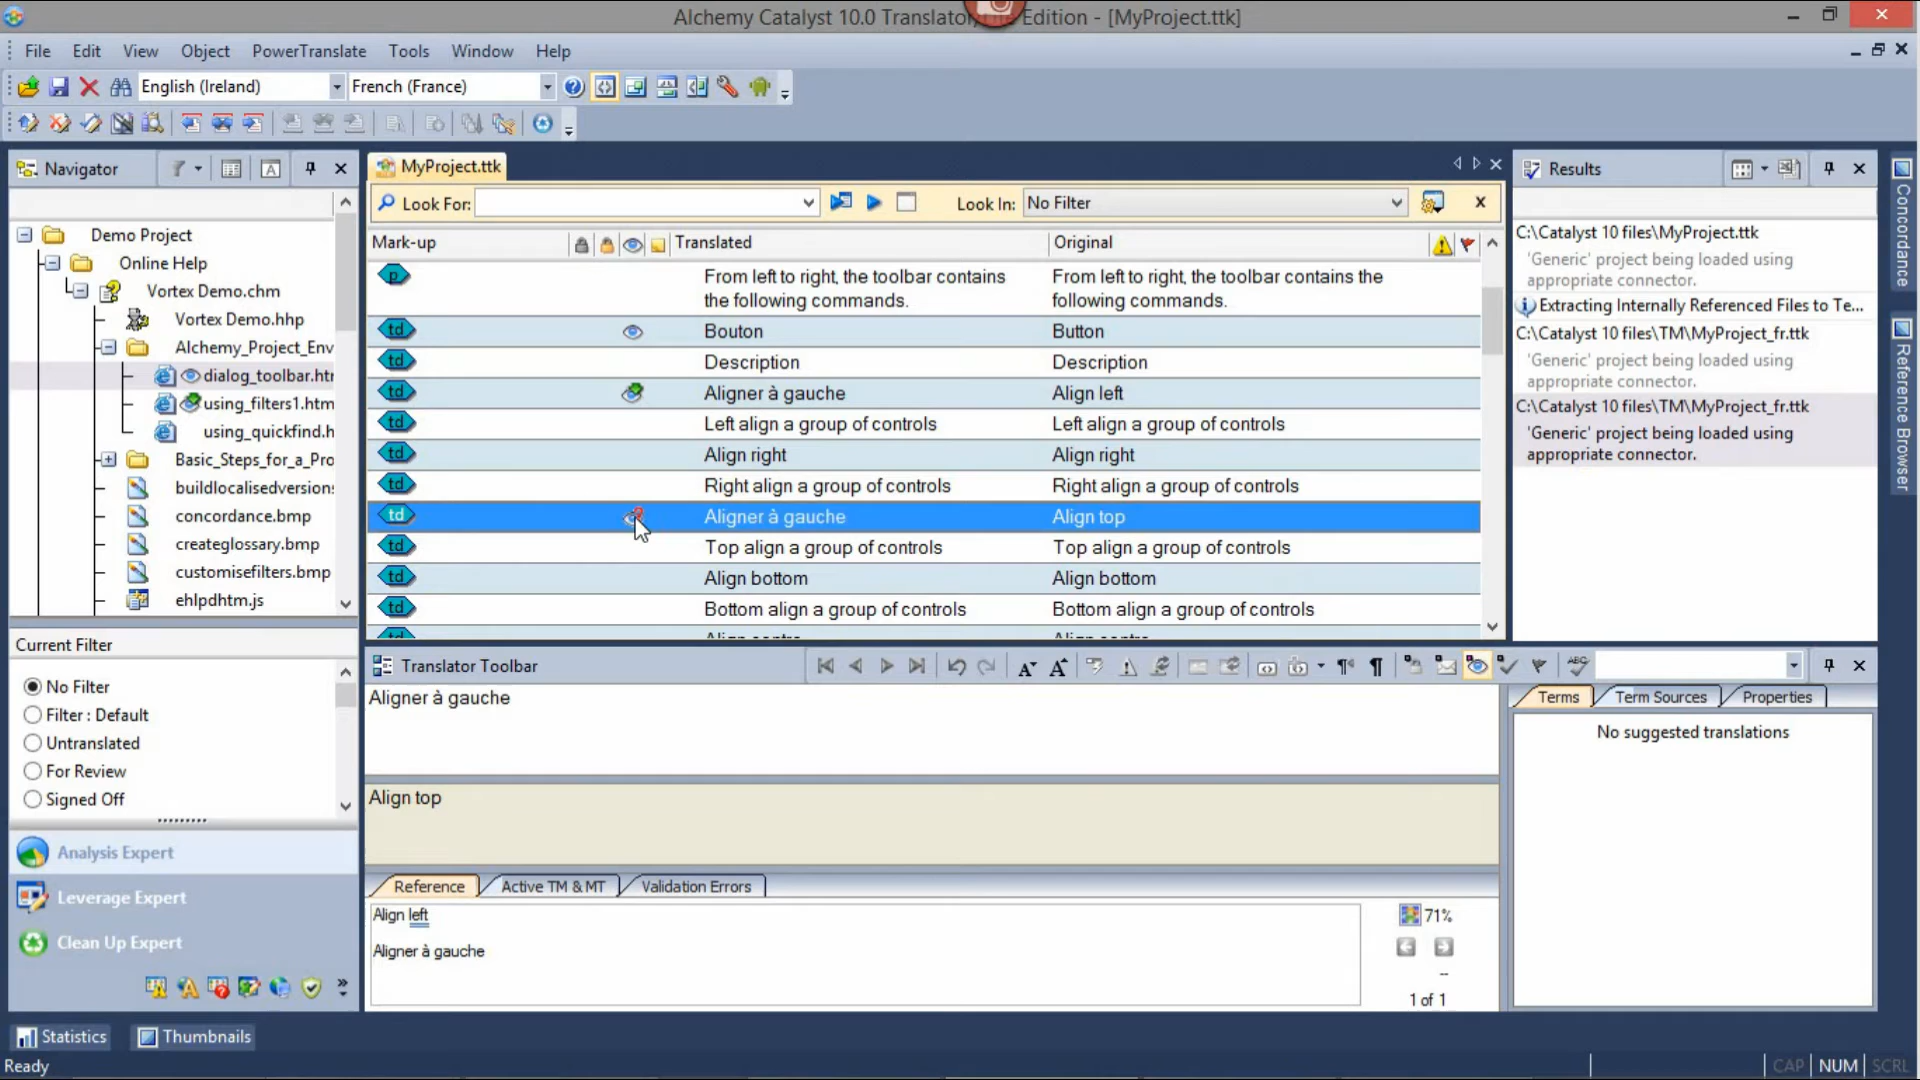 Alchemy Catalyst 10.0 Translator/ Edition - [MyProject.ttk]
File Edit View Object PowerTranslate Tools Window Help
English (Ireland) French (France)
Navigator
MyProject.ttk
Results
Look For: Look In: No Filter
Mark-up Translated Original
Demo Project
Online Help
Vortex Demo.chm
Vortex Demo.hhp
Alchemy_Project_Env
dialog_toolbar.htr
using_filters1.htm
using_quickfind.h
Basic_Steps_for_a_Pro
buildlocalisedversion:
concordance.bmp
createglossary.bmp
customisefilters.bmp
ehlpdhtm.js
p From left to right, the toolbar contains From left to right, the toolbar contains the
the following commands. following commands.
td Bouton Button
td Description Description
td Aligner à gauche Align left
td Left align a group of controls Left align a group of controls
td Align right Align right
td Right align a group of controls Right align a group of controls
td Aligner à gauche Align top
td Top align a group of controls Top align a group of controls
td Align bottom Align bottom
td Bottom align a group of controls Bottom align a group of controls
C:\Catalyst 10 files\MyProject.ttk
'Generic' project being loaded using
appropriate connector.
Extracting Internally Referenced Files to Te...
C:\Catalyst 10 files\TM\MyProject_fr.ttk
'Generic' project being loaded using
appropriate connector.
C:\Catalyst 10 files\TM\MyProject_fr.ttk
'Generic' project being loaded using
appropriate connector.
Concordance
Reference Browser
Current Filter
No Filter
Filter : Default
Untranslated
For Review
Signed Off
Analysis Expert
Leverage Expert
Clean Up Expert
Translator Toolbar
Aligner à gauche
Align top
Reference Active TM & MT Validation Errors
Align left
Aligner à gauche
71%
--
1 of 1
Terms Term Sources Properties
No suggested translations
Statistics Thumbnails
Ready
CAP NUM SCRL